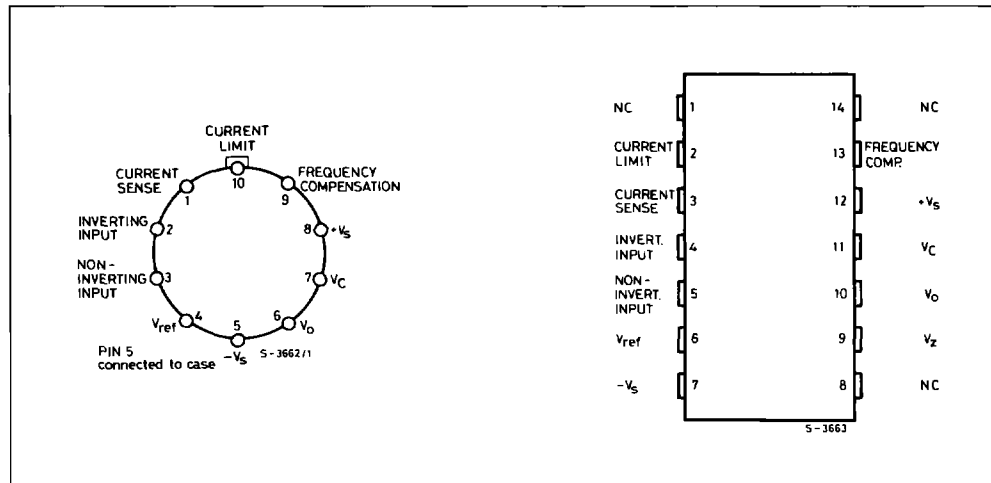 CURRENT
LIMIT
10
CURRENT
SENSE
1
FREQUENCY
COMPENSATION
9
INVERTING
INPUT
2
8
+Vs
NON-
INVERTING
INPUT
3
7
VC
Vref
4
5
-Vs
6
Vo
PIN 5
connected to case
S-3662/1
NC
1
14
NC
CURRENT
LIMIT
2
13
FREQUENCY
COMP.
CURRENT
SENSE
3
12
+Vs
INVERT.
INPUT
4
11
VC
NON-
INVERT.
INPUT
5
10
Vo
Vref
6
9
Vz
-Vs
7
8
NC
S-3663